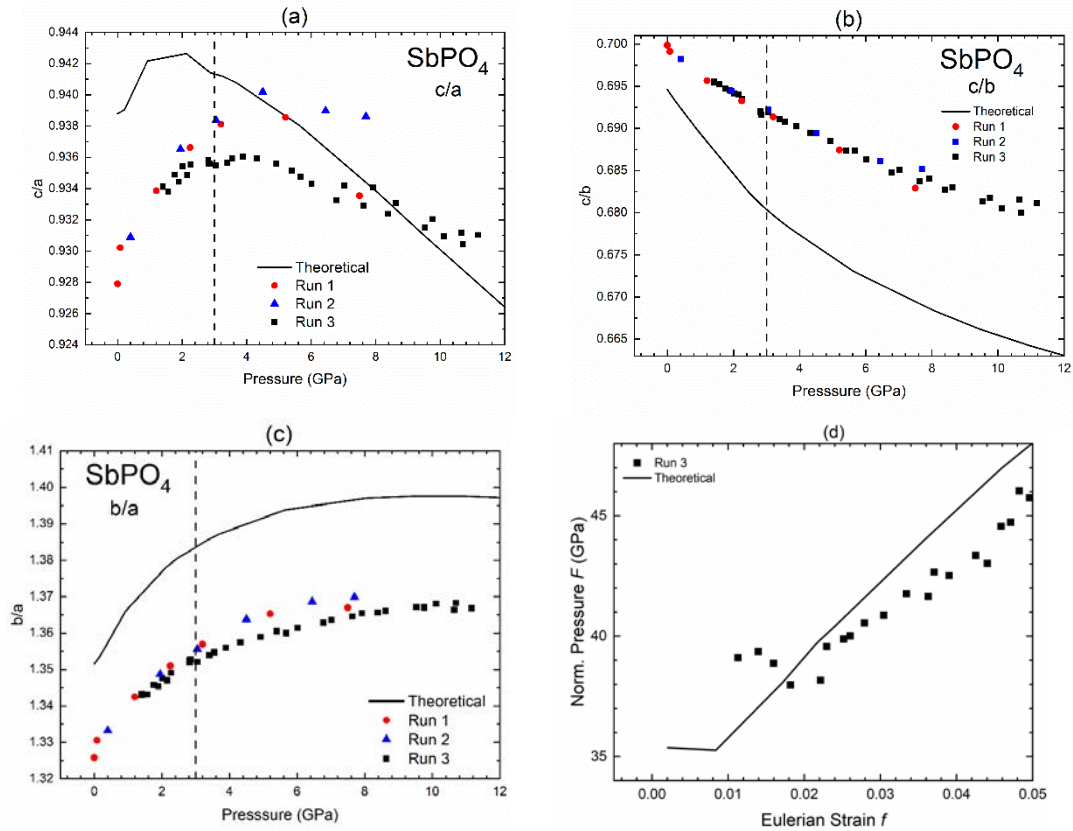 (a)
SbPO4
c/a
0.944
0.942
0.940
0.938
0.936
0.934
0.932
0.930
0.928
0.926
0.924
c/a
Theoretical
Run 1
Run 2
Run 3
0 2 4 6 8 10 12
Pressure (GPa)
(b)
SbPO4
c/b
0.700
0.695
0.690
0.685
0.680
0.675
0.670
0.665
c/b
Theoretical
Run 1
Run 2
Run 3
0 2 4 6 8 10 12
Presssure (GPa)
(c)
SbPO4
b/a
1.41
1.40
1.39
1.38
1.37
1.36
1.35
1.34
1.33
1.32
b/a
Theoretical
Run 1
Run 2
Run 3
0 2 4 6 8 10 12
Presssure (GPa)
(d)
Run 3
Theoretical
45
40
35
Norm. Pressure F (GPa)
0.00 0.01 0.02 0.03 0.04 0.05
Eulerian Strain f